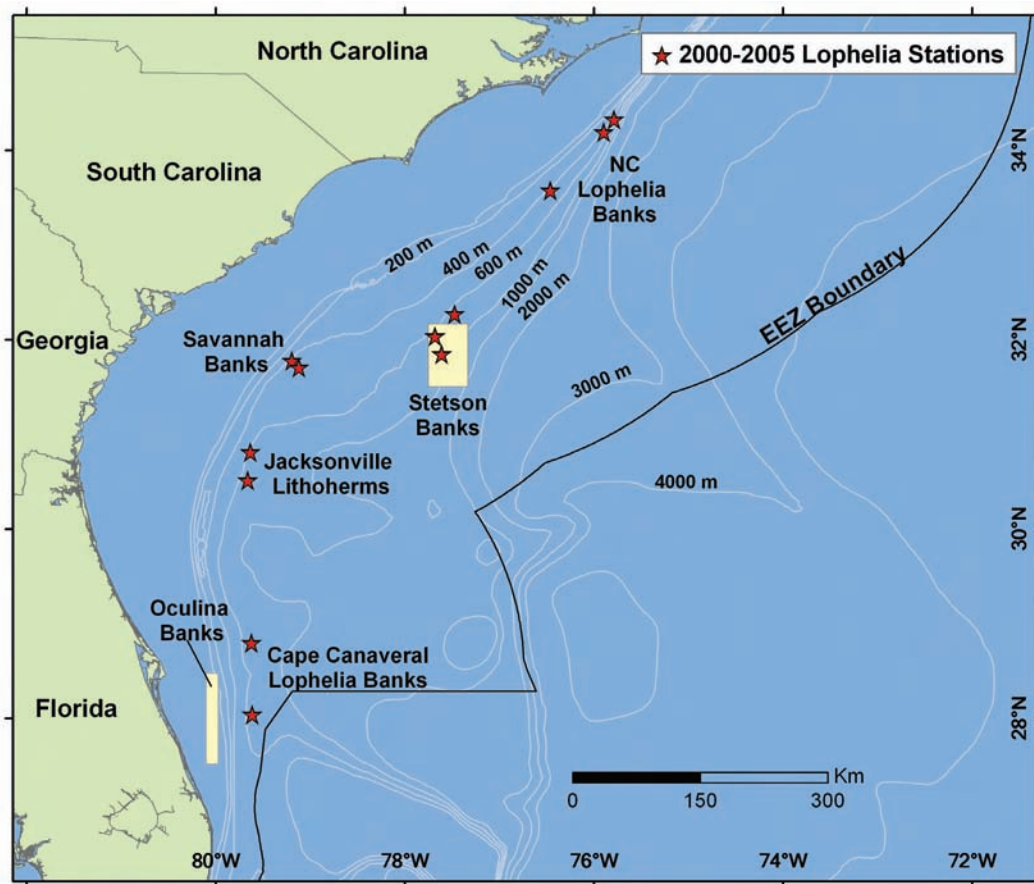 North Carolina
2000-2005 Lophelia Stations
South Carolina
NC
Lophelia
Banks
34°N
200 m
400 m
600 m
1000 m
2000 m
EEZ Boundary
Georgia
Savannah
Banks
32°N
3000 m
Stetson
Banks
Jacksonville
Lithoherms
4000 m
30°N
Oculina
Banks
Cape Canaveral
Lophelia Banks
Florida
28°N
Km
0
150
300
80°W
78°W
76°W
74°W
72°W